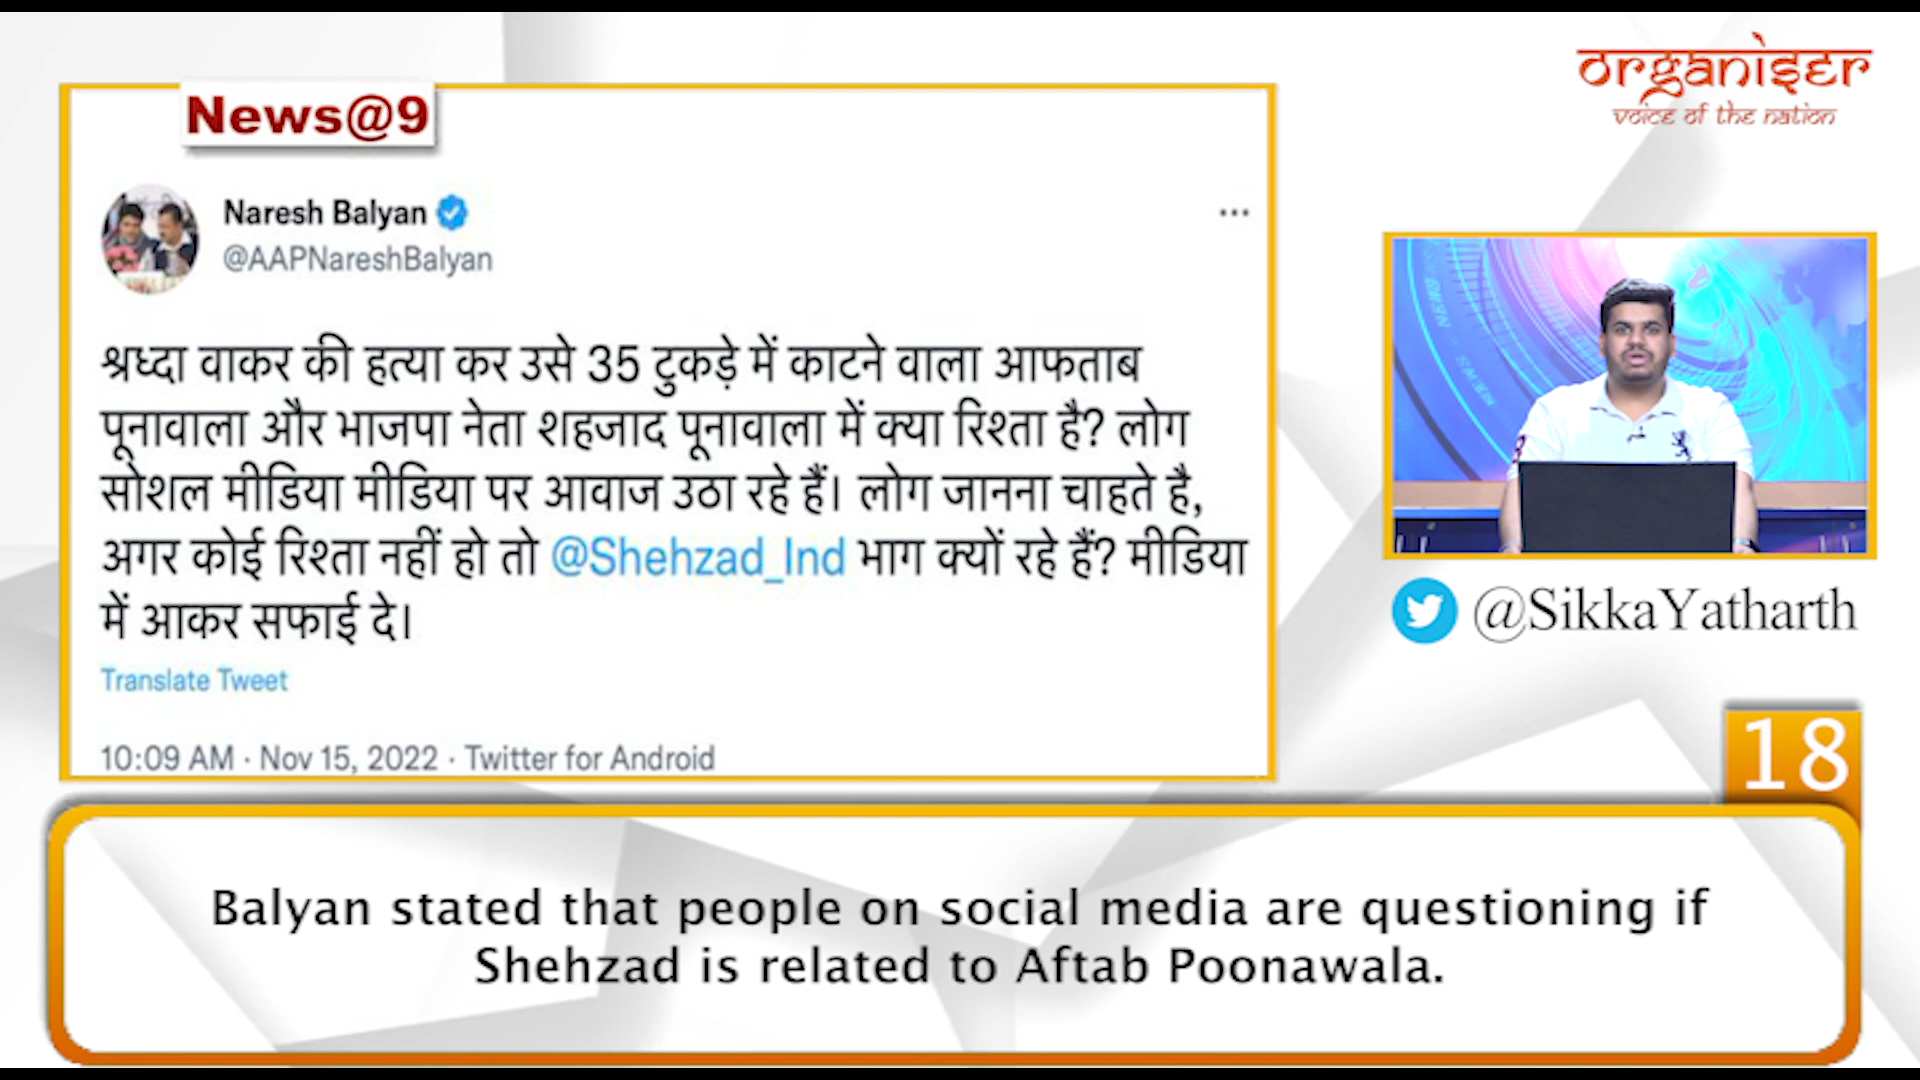 organiser
voice of the nation
News@9
Naresh Balyan
@AAPNareshBalyan
श्रध्दा वाकर की हत्या कर उसे 35 टुकड़े में काटने वाला आफताब
पूनावाला और भाजपा नेता शहजाद पूनावाला में क्या रिश्ता है? लोग
सोशल मीडिया मीडिया पर आवाज उठा रहे हैं। लोग जानना चाहते है,
अगर कोई रिश्ता नहीं हो तो @Shehzad_Ind भाग क्यों रहे हैं? मीडिया
में आकर सफाई दे।
Translate Tweet
10:09 AM · Nov 15, 2022 · Twitter for Android
@SikkaYatharth
18
Balyan stated that people on social media are questioning if
Shehzad is related to Aftab Poonawala.